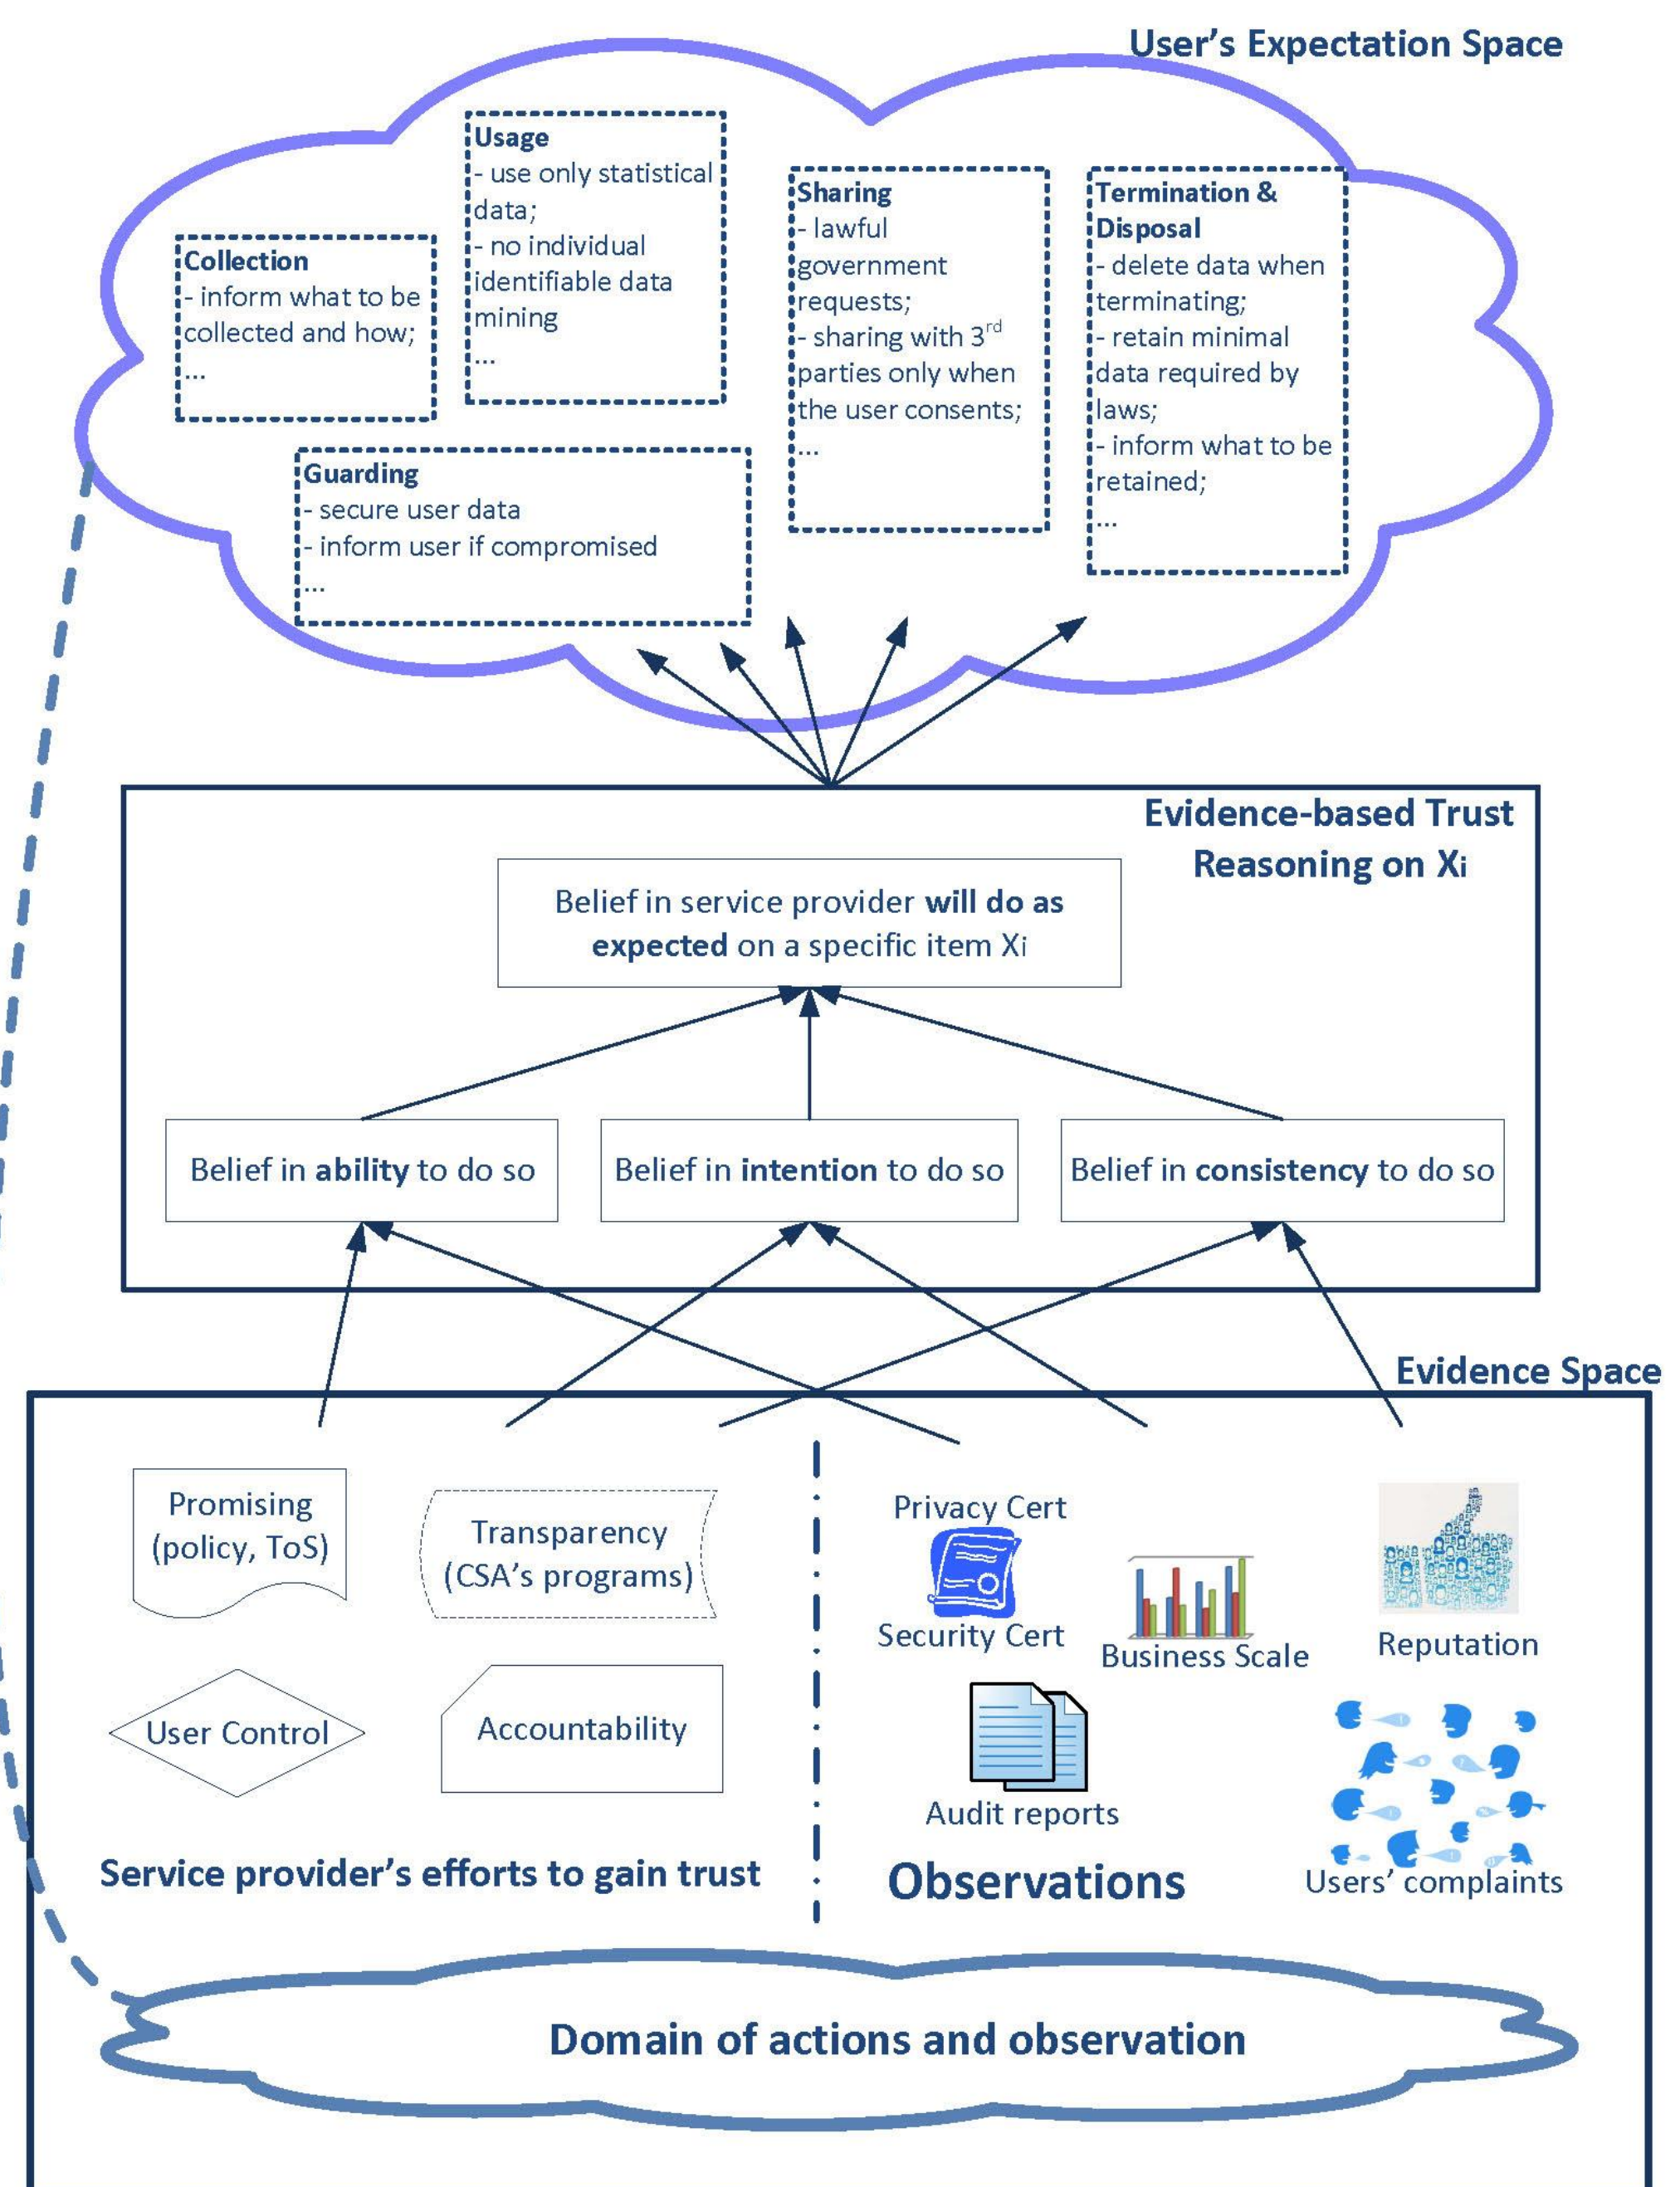 User's Expectation Space
Usage
- use only statistical
data;
- no individual
identifiable data
mining
...
Sharing
- lawful
government
requests;
- sharing with 3rd
parties only when
the user consents;
...
Termination &
Disposal
- delete data when
terminating;
- retain minimal
data required by
laws;
- inform what to be
retained;
...
Collection
- inform what to be
collected and how;
...
Guarding
- secure user data
- inform user if compromised
...
Evidence-based Trust
Reasoning on Xi
Belief in service provider will do as
expected on a specific item Xi
Belief in ability to do so
Belief in intention to do so
Belief in consistency to do so
Evidence Space
Promising
(policy, ToS)
Transparency
(CSA's programs)
User Control
Accountability
Service provider's efforts to gain trust
Privacy Cert
Security Cert
Business Scale
Reputation
Audit reports
Users' complaints
Observations
Domain of actions and observation